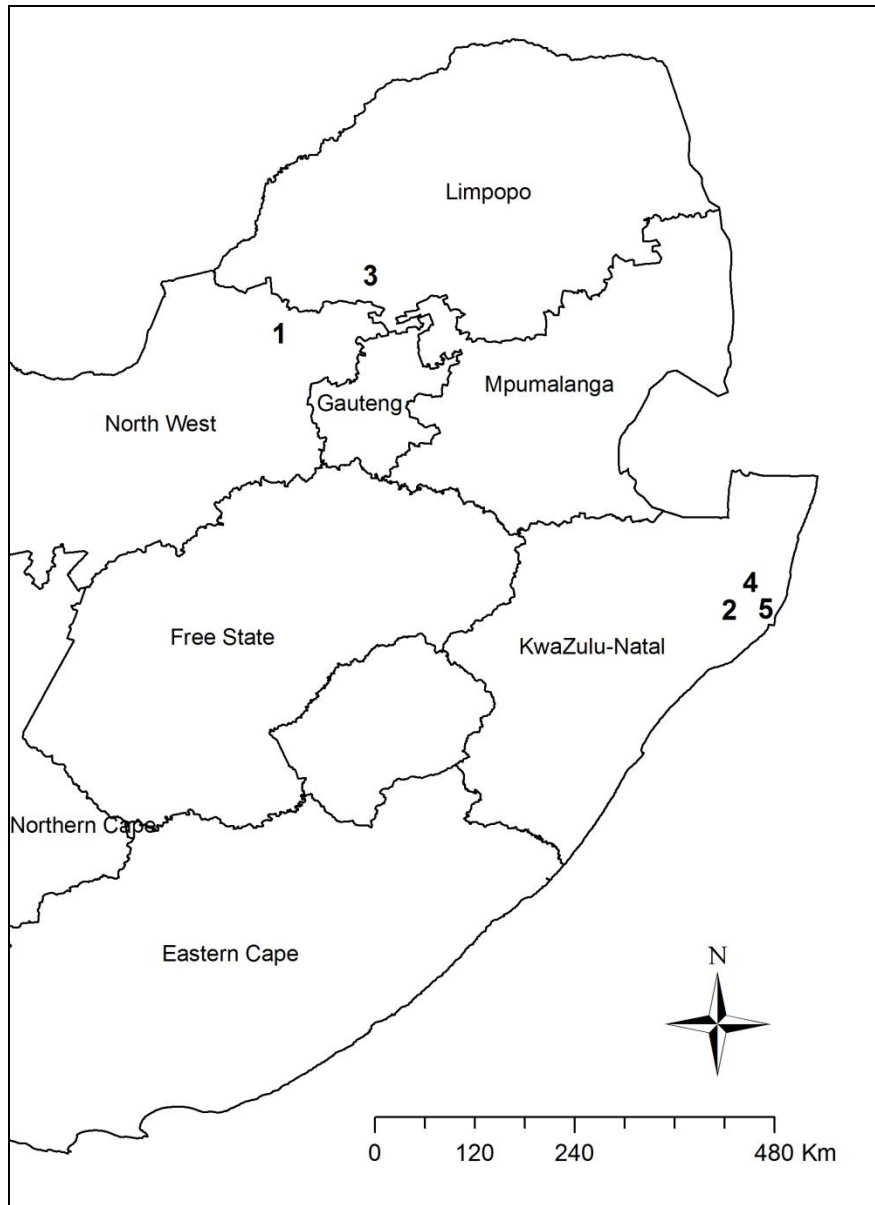 Limpopo
3
1
Mpumalanga
Gauteng
North West
4
2
5
Free State
KwaZulu-Natal
Northern Cape
Eastern Cape
N
0 120 240 480 Km